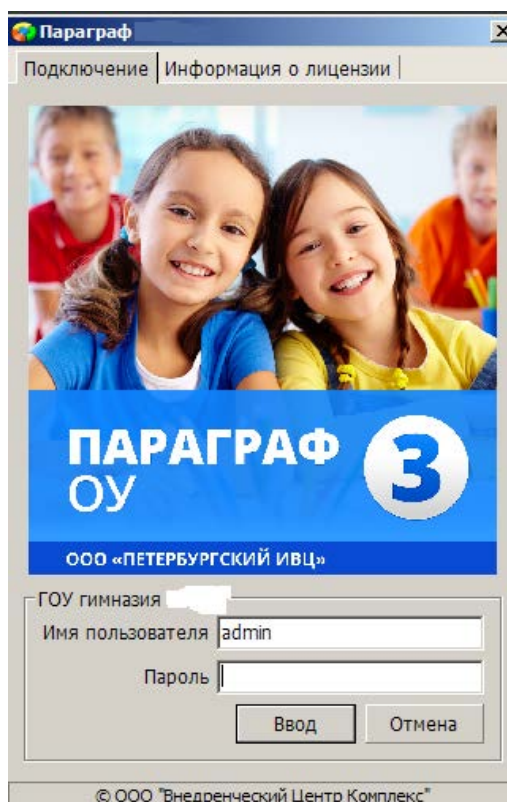 Параграф
Подключение Информация о лицензии
ПАРАГРАФ 3
ОУ
ООО «ПЕТЕРБУРГСКИЙ ИВЦ»
ГОУ гимназия
Имя пользователя admin
Пароль
Ввод Отмена
© ООО "Внедренческий Центр Комплекс"